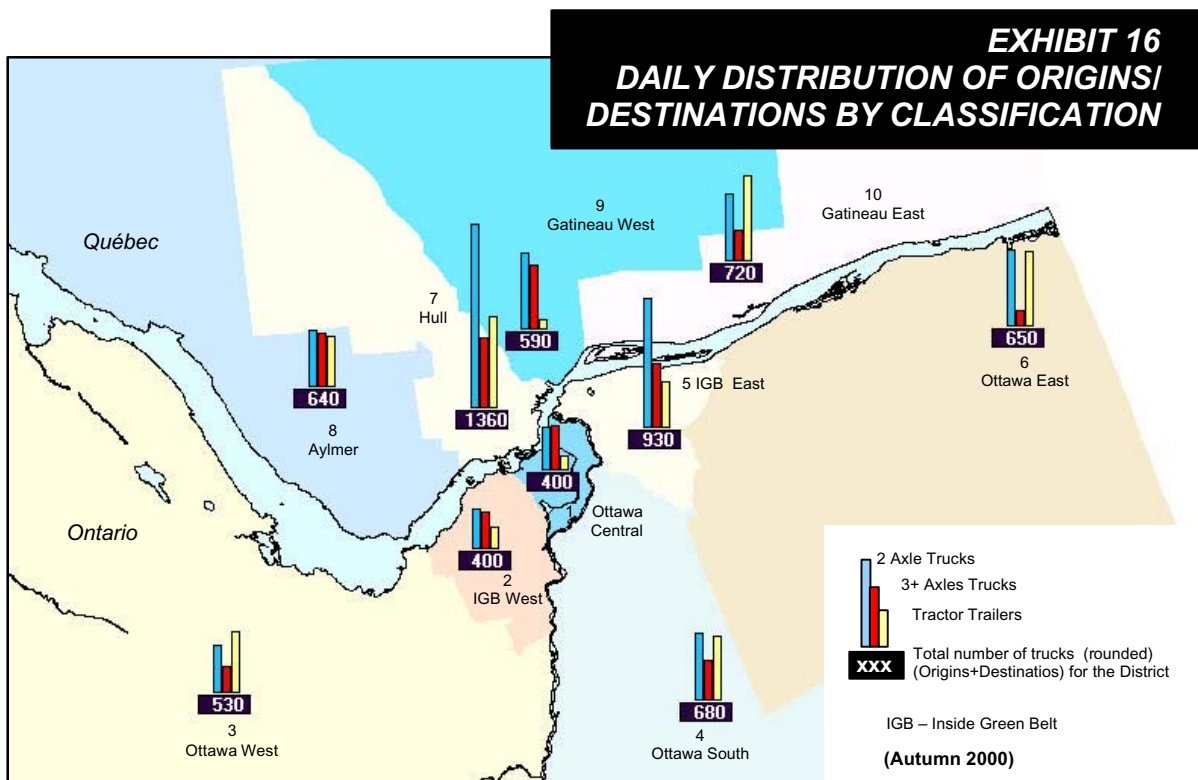 EXHIBIT 16
DAILY DISTRIBUTION OF ORIGINS/
DESTINATIONS BY CLASSIFICATION
Québec
Ontario
10
Gatineau East
720
9
Gatineau West
590
7
Hull
1360
640
8
Aylmer
5 IGB East
930
650
6
Ottawa East
400
1 Ottawa
Central
400
2
IGB West
530
3
Ottawa West
680
4
Ottawa South
2 Axle Trucks
3+ Axles Trucks
Tractor Trailers
xxx
Total number of trucks (rounded)
(Origins+Destinatios) for the District
IGB – Inside Green Belt
(Autumn 2000)